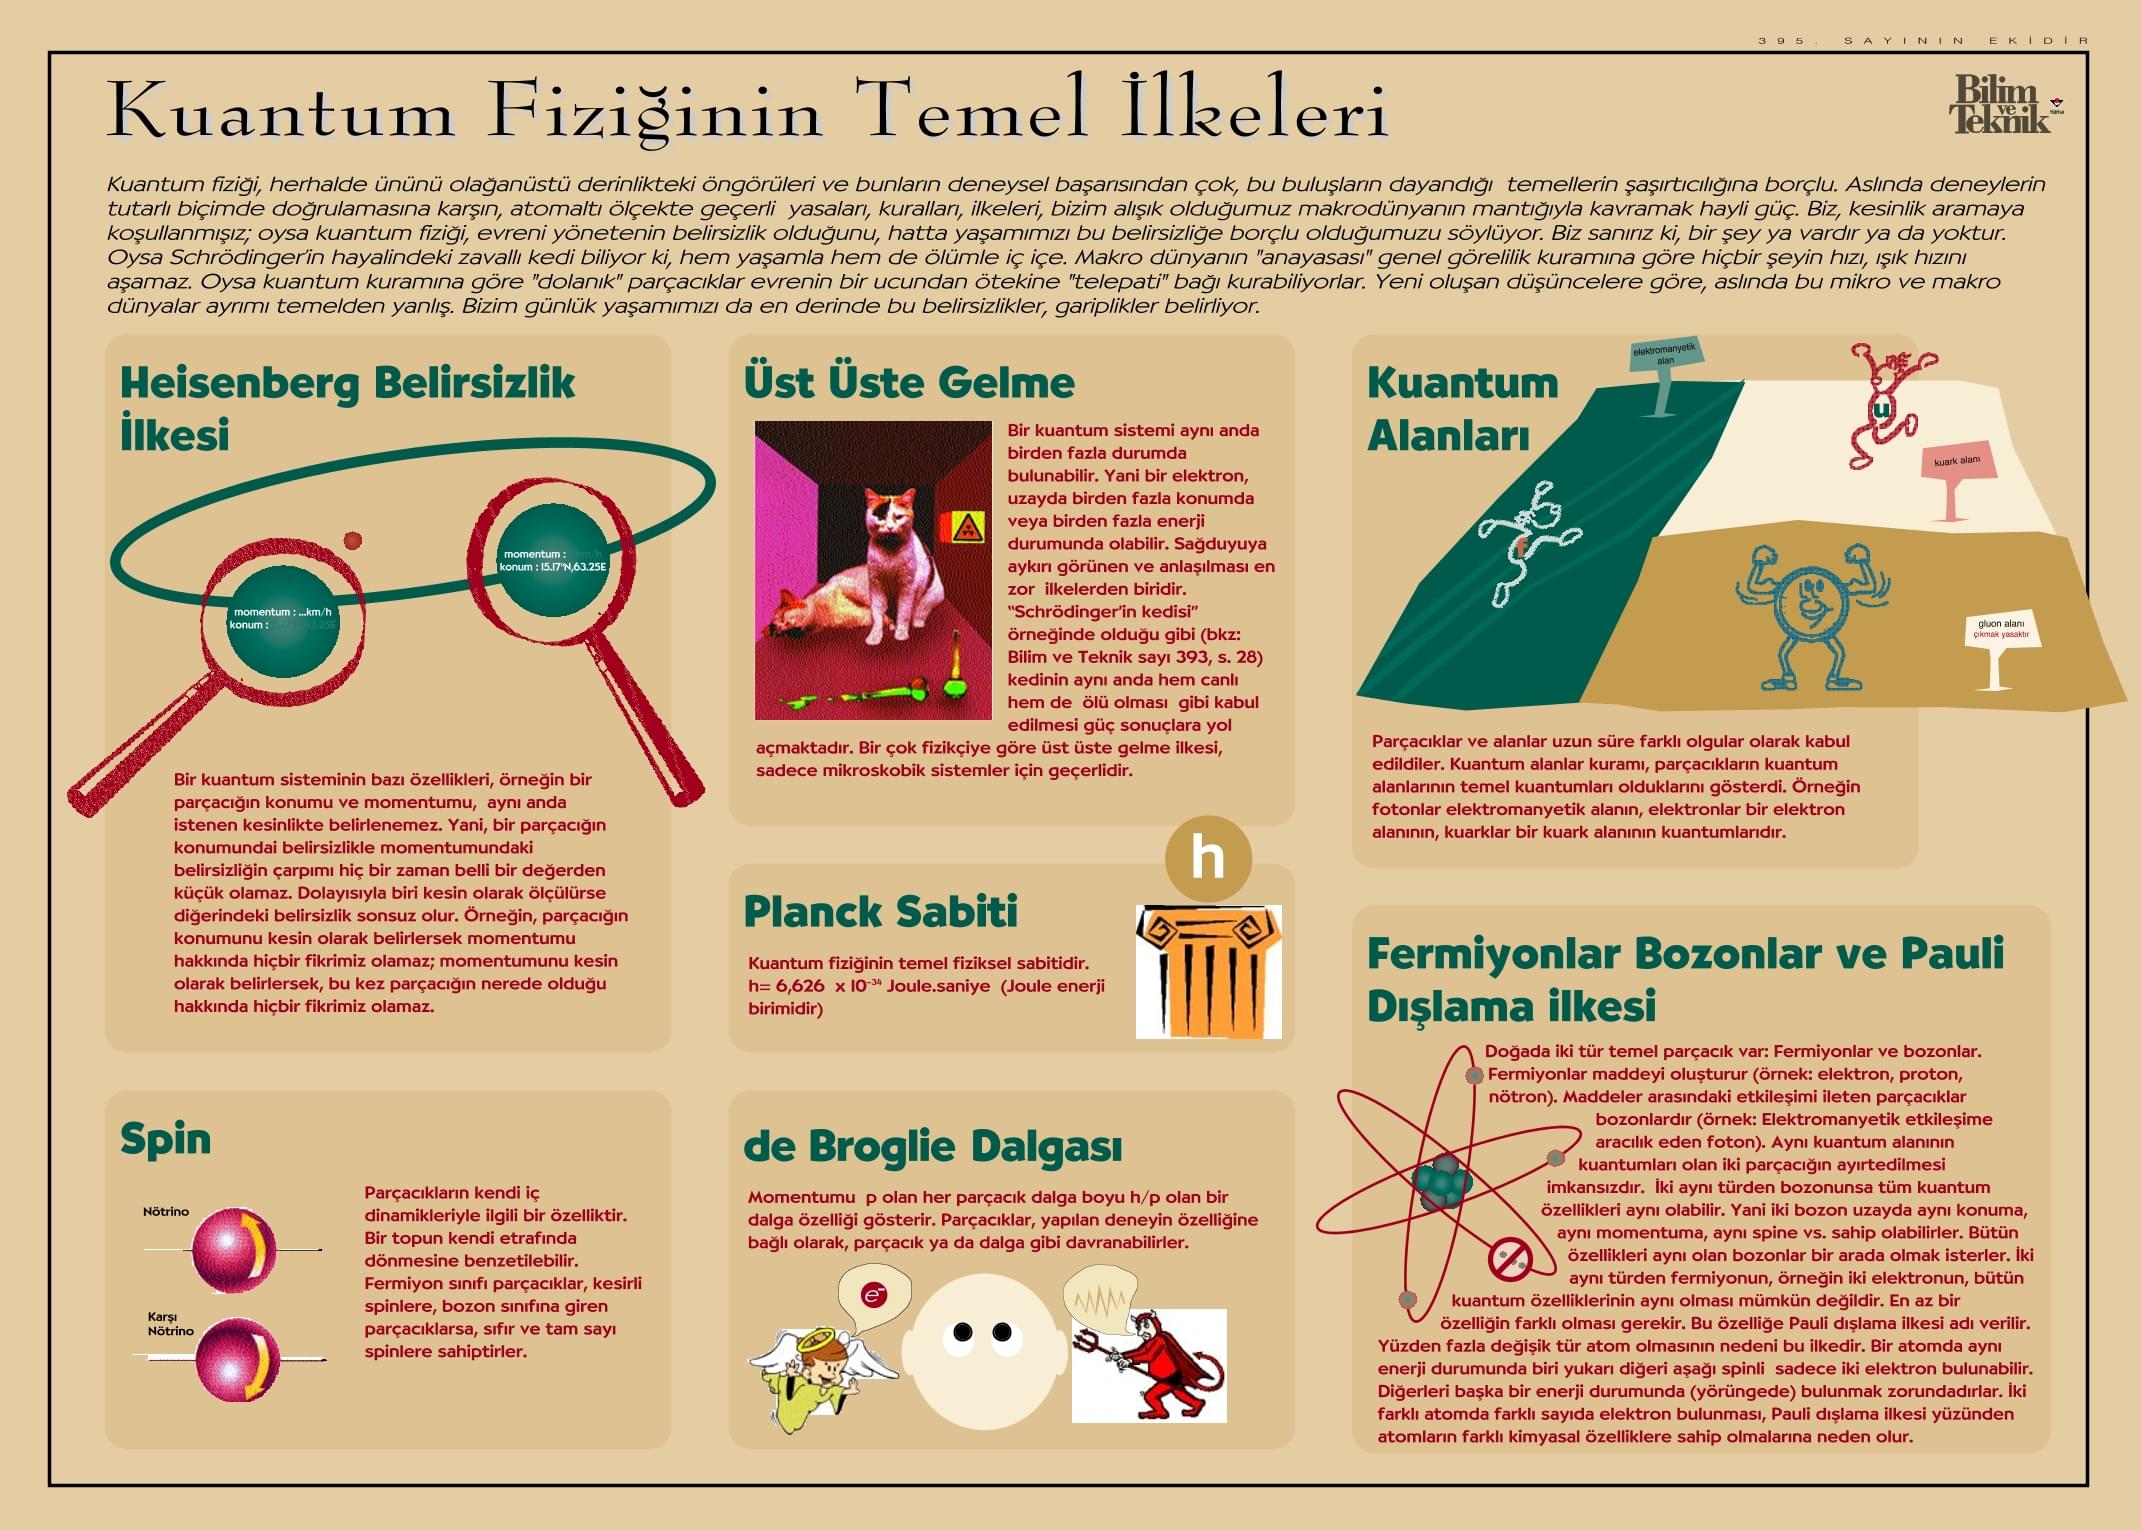 395. SAYININ EKİDİR
Kuantum Fiziğinin Temel İlkeleri
Bilim
ve
Teknik
Kuantum fiziği, herhalde ününü olağanüstü derinlikteki öngörüleri ve bunların deneysel başarısından çok, bu buluşların dayandığı temellerin şaşırtıcılığına borçlu. Aslında deneylerin
tutarlı biçimde doğrulamasına karşın, atomaltı ölçekte geçerli yasaları, kuralları, ilkeleri, bizim alışık olduğumuz makrodünyanın mantığıyla kavramak hayli güç. Biz, kesinlik aramaya
koşullanmışız; oysa kuantum fiziği, evreni yönetenin belirsizlik olduğunu, hatta yaşamımızı bu belirsizliğe borçlu olduğumuzu söylüyor. Biz sanırız ki, bir şey ya vardır ya da yoktur.
Oysa Schrödinger'in hayalindeki zavallı kedi biliyor ki, hem yaşamla hem de ölümle iç içe. Makro dünyanın "anayasası" genel görelilik kuramına göre hiçbir şeyin hızı, ışık hızını
aşamaz. Oysa kuantum kuramına göre "dolanık" parçacıklar evrenin bir ucundan ötekine "telepati" bağı kurabiliyorlar. Yeni oluşan düşüncelere göre, aslında bu mikro ve makro
dünyalar ayrımı temelden yanlış. Bizim günlük yaşamımızı da en derinde bu belirsizlikler, gariplikler belirliyor.
Heisenberg Belirsizlik
İlkesi
momentum : km/h
konum : 15.17°N,63.25E
momentum : ...km/h
konum :
Bir kuantum sisteminin bazı özellikleri, örneğin bir
parçacığın konumu ve momentumu, aynı anda
istenen kesinlikte belirlenemez. Yani, bir parçacığın
konumundai belirsizlikle momentumundaki
belirsizliğin çarpımı hiç bir zaman belli bir değerden
küçük olamaz. Dolayısıyla biri kesin olarak ölçülürse
diğerindeki belirsizlik sonsuz olur. Örneğin, parçacığın
konumunu kesin olarak belirlersek momentumu
hakkında hiçbir fikrimiz olamaz; momentumunu kesin
olarak belirlersek, bu kez parçacığın nerede olduğu
hakkında hiçbir fikrimiz olamaz.
Spin
Nötrino
Karşı
Nötrino
Parçacıkların kendi iç
dinamikleriyle ilgili bir özelliktir.
Bir topun kendi etrafında
dönmesine benzetilebilir.
Fermiyon sınıfı parçacıklar, kesirli
spinlere, bozon sınıfına giren
parçacıklarsa, sıfır ve tam sayı
spinlere sahiptirler.
Üst Üste Gelme
Bir kuantum sistemi aynı anda
birden fazla durumda
bulunabilir. Yani bir elektron,
uzayda birden fazla konumda
veya birden fazla enerji
durumunda olabilir. Sağduyuya
aykırı görünen ve anlaşılması en
zor ilkelerden biridir.
“Schrödinger’in kedisi”
örneğinde olduğu gibi (bkz:
Bilim ve Teknik sayı 393, s. 28)
kedinin aynı anda hem canlı
hem de ölü olması gibi kabul
edilmesi güç sonuçlara yol
açmaktadır. Bir çok fizikçiye göre üst üste gelme ilkesi,
sadece mikroskobik sistemler için geçerlidir.
h
Planck Sabiti
Kuantum fiziğinin temel fiziksel sabitidir.
h= 6,626 x 10⁻³⁴ Joule.saniye (Joule enerji
birimidir)
de Broglie Dalgası
Momentumu p olan her parçacık dalga boyu h/p olan bir
dalga özelliği gösterir. Parçacıklar, yapılan deneyin özelliğine
bağlı olarak, parçacık ya da dalga gibi davranabilirler.
e⁻
Kuantum
Alanları
elektromanyetik
alan
u
kuark alanı
f
gluon alanı
çıkmak yasaktır
Parçacıklar ve alanlar uzun süre farklı olgular olarak kabul
edildiler. Kuantum alanlar kuramı, parçacıkların kuantum
alanlarının temel kuantumları olduklarını gösterdi. Örneğin
fotonlar elektromanyetik alanın, elektronlar bir elektron
alanının, kuarklar bir kuark alanının kuantumlarıdır.
Fermiyonlar Bozonlar ve Pauli
Dışlama ilkesi
Doğada iki tür temel parçacık var: Fermiyonlar ve bozonlar.
Fermiyonlar maddeyi oluşturur (örnek: elektron, proton,
nötron). Maddeler arasındaki etkileşimi ileten parçacıklar
bozonlardır (örnek: Elektromanyetik etkileşime
aracılık eden foton). Aynı kuantum alanının
kuantumları olan iki parçacığın ayırtedilmesi
imkansızdır. İki aynı türden bozonunsa tüm kuantum
özellikleri aynı olabilir. Yani iki bozon uzayda aynı konuma,
aynı momentuma, aynı spine vs. sahip olabilirler. Bütün
özellikleri aynı olan bozonlar bir arada olmak isterler. İki
aynı türden fermiyonun, örneğin iki elektronun, bütün
kuantum özelliklerinin aynı olması mümkün değildir. En az bir
özelliğin farklı olması gerekir. Bu özelliğe Pauli dışlama ilkesi adı verilir.
Yüzden fazla değişik tür atom olmasının nedeni bu ilkedir. Bir atomda aynı
enerji durumunda biri yukarı diğeri aşağı spinli sadece iki elektron bulunabilir.
Diğerleri başka bir enerji durumunda (yörüngede) bulunmak zorundadırlar. İki
farklı atomda farklı sayıda elektron bulunması, Pauli dışlama ilkesi yüzünden
atomların farklı kimyasal özelliklere sahip olmalarına neden olur.